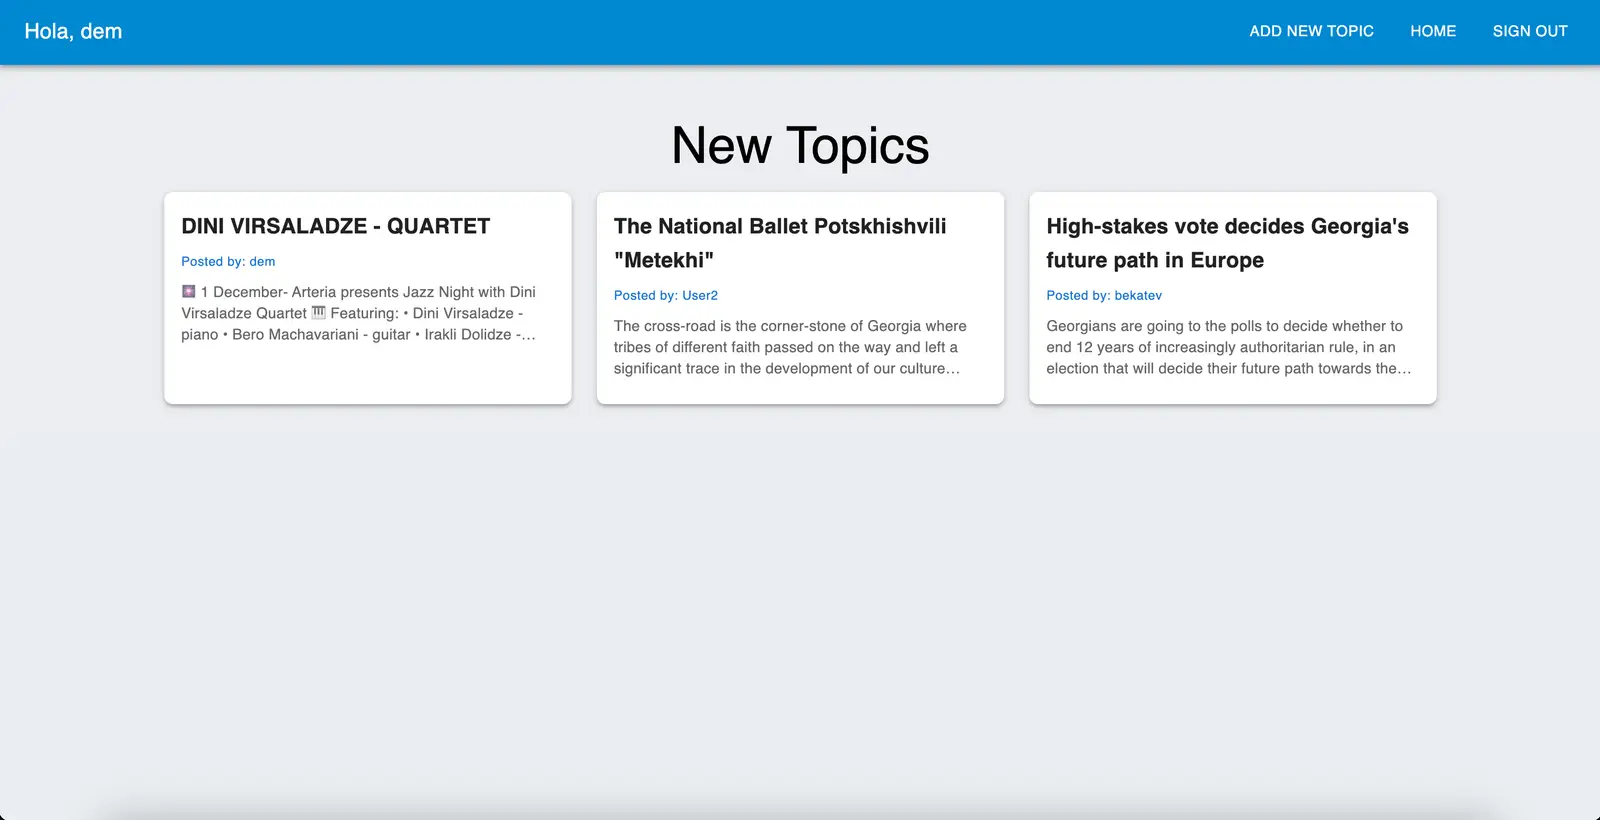 Hola, dem
ADD NEW TOPIC
HOME
SIGN OUT
New Topics
DINI VIRSALADZE - QUARTET
Posted by: dem
🎆 1 December- Arteria presents Jazz Night with Dini
Virsaladze Quartet 🎹 Featuring: • Dini Virsaladze -
piano • Bero Machavariani - guitar • Irakli Dolidze -…
The National Ballet Potskhishvili
"Metekhi"
Posted by: User2
The cross-road is the corner-stone of Georgia where
tribes of different faith passed on the way and left a
significant trace in the development of our culture…
High-stakes vote decides Georgia's
future path in Europe
Posted by: bekatev
Georgians are going to the polls to decide whether to
end 12 years of increasingly authoritarian rule, in an
election that will decide their future path towards the…